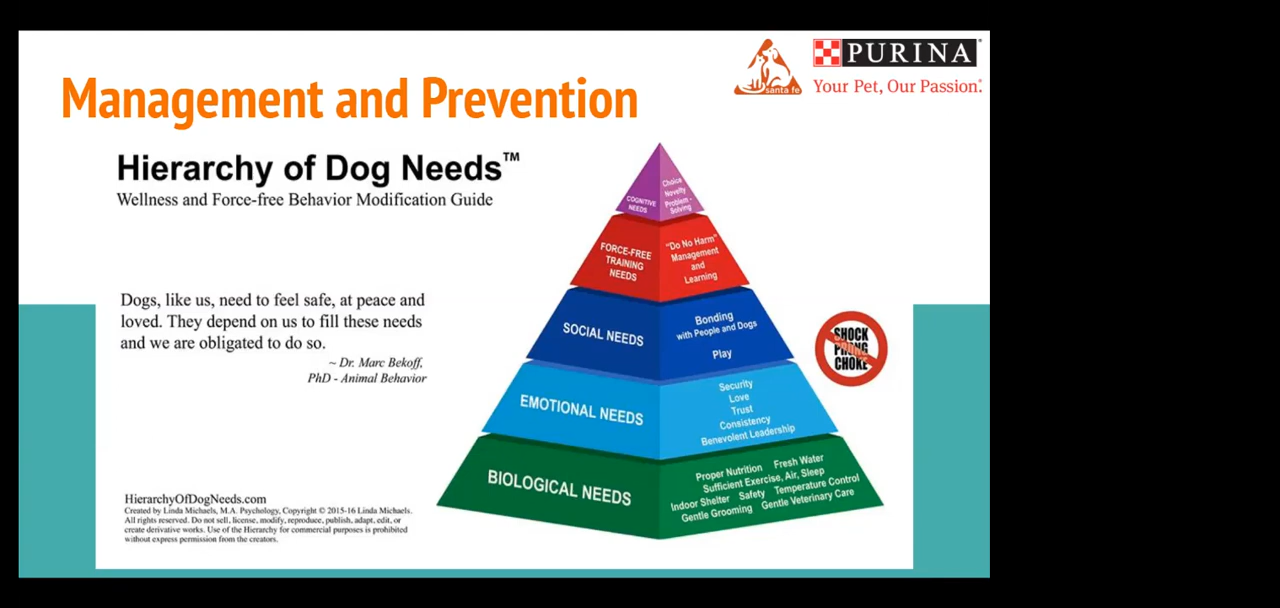 Management and Prevention
santa fe
PURINA
Your Pet, Our Passion.
Hierarchy of Dog Needs™
Wellness and Force-free Behavior Modification Guide
Dogs, like us, need to feel safe, at peace and
loved. They depend on us to fill these needs
and we are obligated to do so.
~ Dr. Marc Bekoff,
PhD - Animal Behavior
COGNITIVE
NEEDS
Choice
Novelty
Problem -
Solving
FORCE-FREE
TRAINING
NEEDS
"Do No Harm"
Management
and
Learning
SOCIAL NEEDS
Bonding
with People and Dogs
Play
EMOTIONAL NEEDS
Security
Love
Trust
Consistency
Benevolent Leadership
BIOLOGICAL NEEDS
Proper Nutrition Fresh Water
Sufficient Exercise, Air, Sleep
Indoor Shelter Safety Temperature Control
Gentle Grooming Gentle Veterinary Care
SHOCK
PRONG
CHOKE
HierarchyOfDogNeeds.com
Created by Linda Michaels, M.A. Psychology, Copyright © 2015-16 Linda Michaels.
All rights reserved. Do not sell, license, modify, reproduce, publish, adapt, edit, or
create derivative works. Use of the Hierarchy for commercial purposes is prohibited
without express permission from the creators.